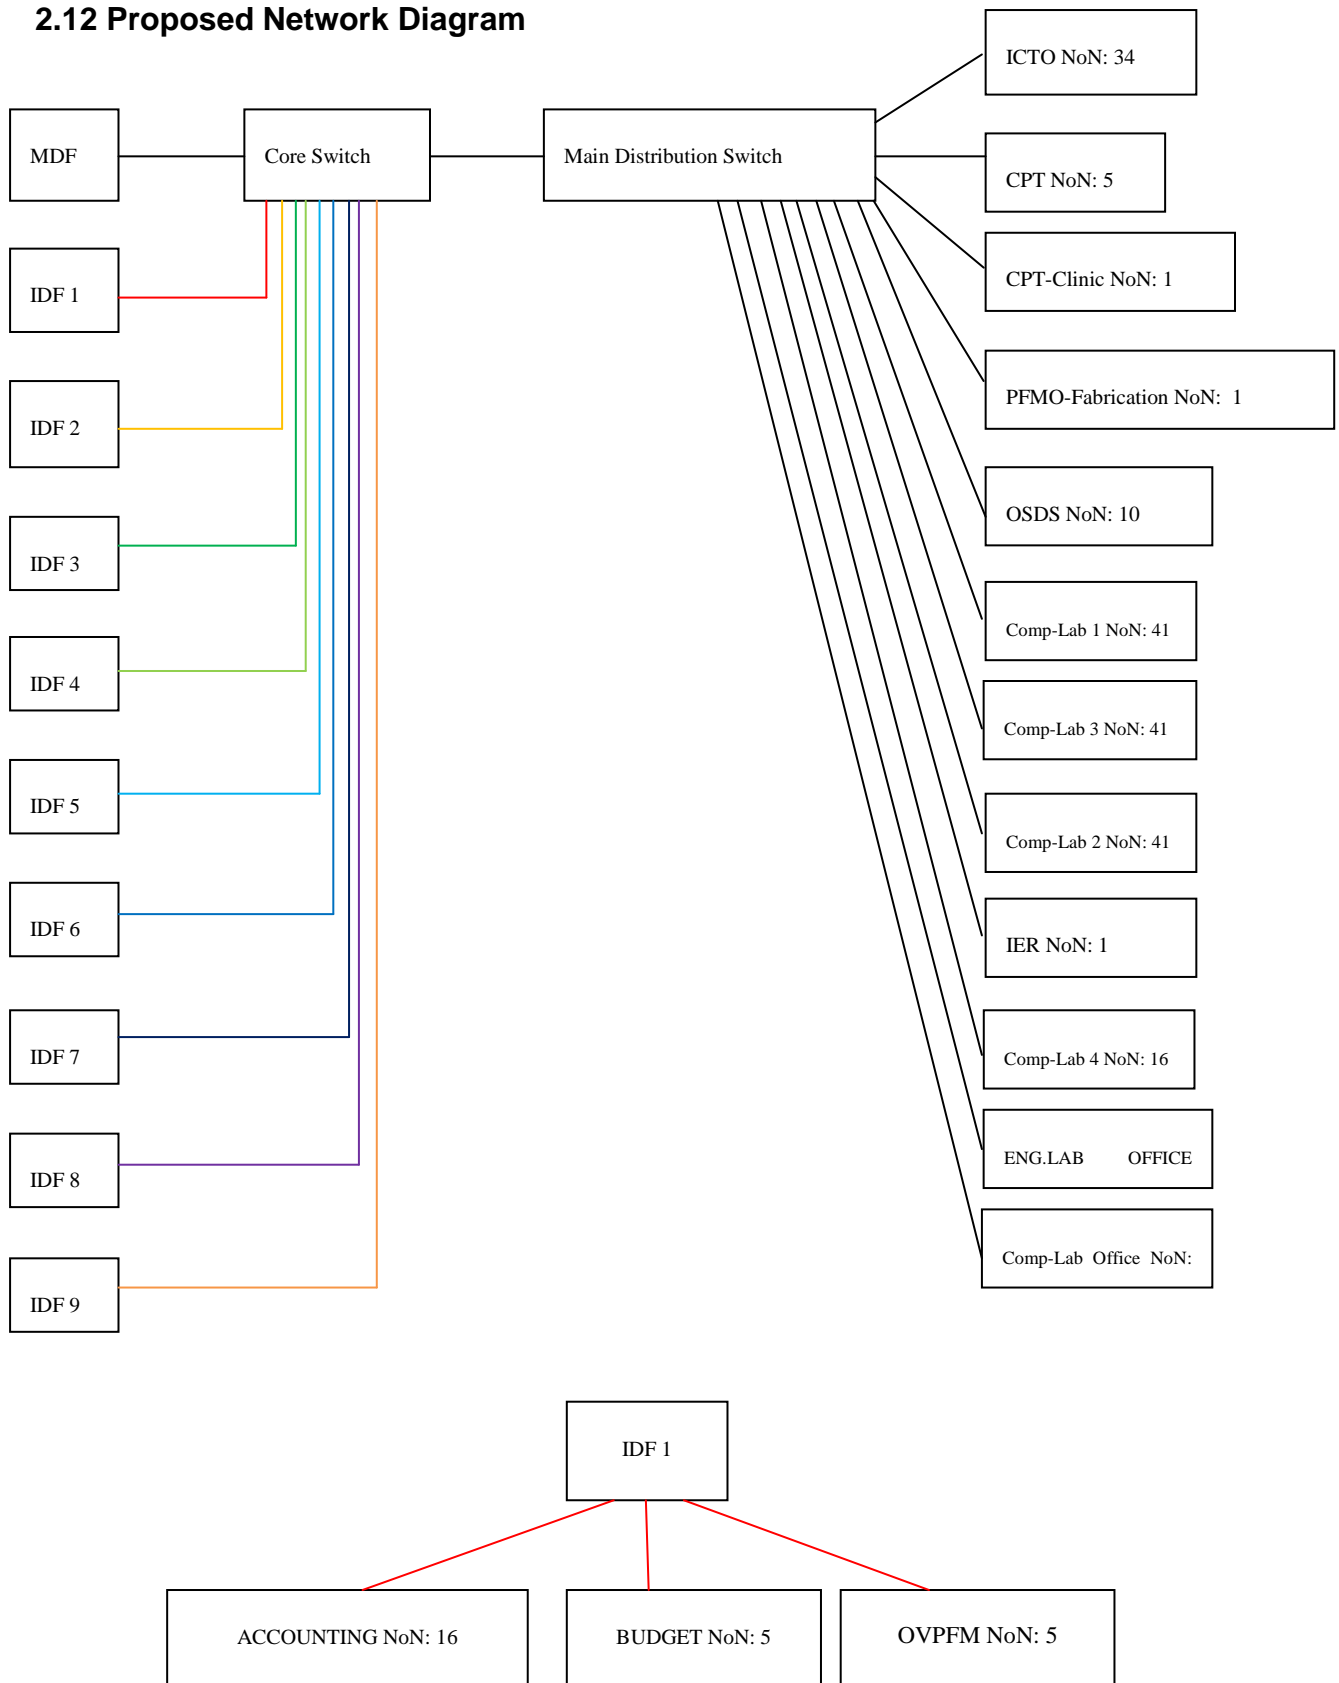 2.12 Proposed Network Diagram
MDF
Core Switch
Main Distribution Switch
ICTO NoN: 34
CPT NoN: 5
CPT-Clinic NoN: 1
PFMO-Fabrication NoN: 1
OSDS NoN: 10
Comp-Lab 1 NoN: 41
Comp-Lab 3 NoN: 41
Comp-Lab 2 NoN: 41
IER NoN: 1
Comp-Lab 4 NoN: 16
ENG.LAB OFFICE
Comp-Lab Office NoN:
IDF 1
IDF 2
IDF 3
IDF 4
IDF 5
IDF 6
IDF 7
IDF 8
IDF 9
IDF 1
ACCOUNTING NoN: 16
BUDGET NoN: 5
OVPFM NoN: 5